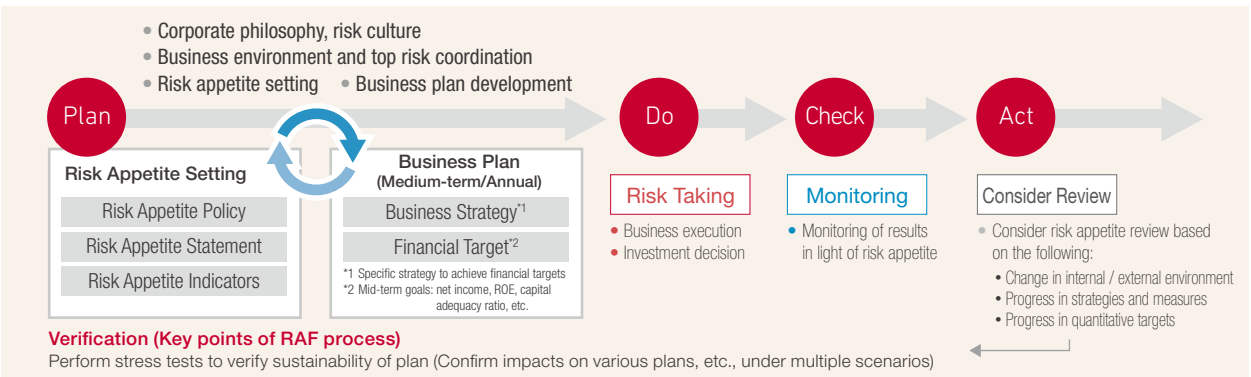 • Corporate philosophy, risk culture
• Business environment and top risk coordination
• Risk appetite setting • Business plan development
Plan
Do
Check
Act
Risk Appetite Setting
Risk Appetite Policy
Risk Appetite Statement
Risk Appetite Indicators
Business Plan
(Medium-term/Annual)
Business Strategy*1
Financial Target*2
*1 Specific strategy to achieve financial targets
*2 Mid-term goals: net income, ROE, capital
adequacy ratio, etc.
Risk Taking
• Business execution
• Investment decision
Monitoring
• Monitoring of results
in light of risk appetite
Consider Review
• Consider risk appetite review based
on the following:
• Change in internal / external environment
• Progress in strategies and measures
• Progress in quantitative targets
Verification (Key points of RAF process)
Perform stress tests to verify sustainability of plan (Confirm impacts on various plans, etc., under multiple scenarios)